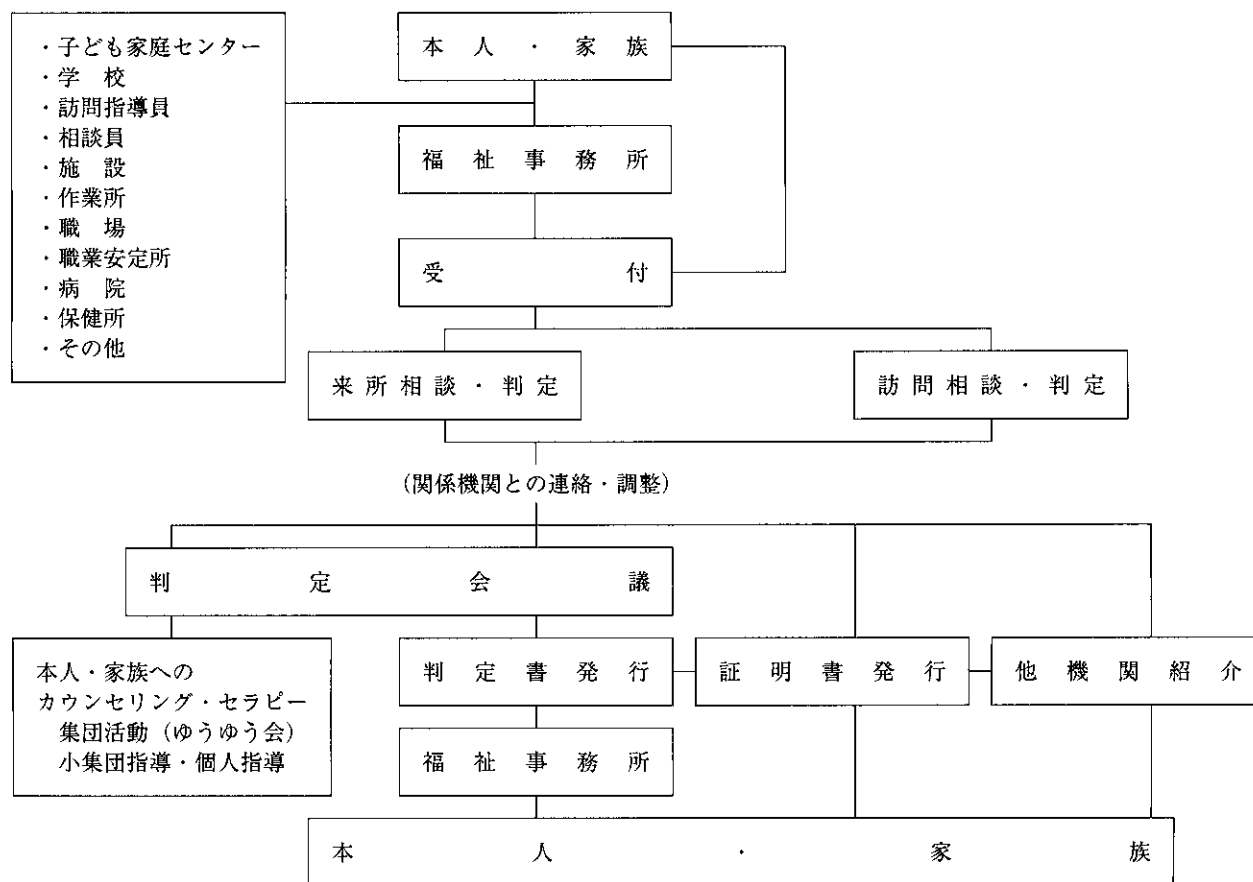 ・子ども家庭センター
・学　校
・訪問指導員
・相談員
・施　設
・作業所
・職　場
・職業安定所
・病　院
・保健所
・その他
本人・家族
福祉事務所
受付
来所相談・判定
訪問相談・判定
(関係機関との連絡・調整)
判定会議
本人・家族への
カウンセリング・セラピー
集団活動（ゆうゆう会）
小集団指導・個人指導
判定書発行
証明書発行
他機関紹介
福祉事務所
本人・家族